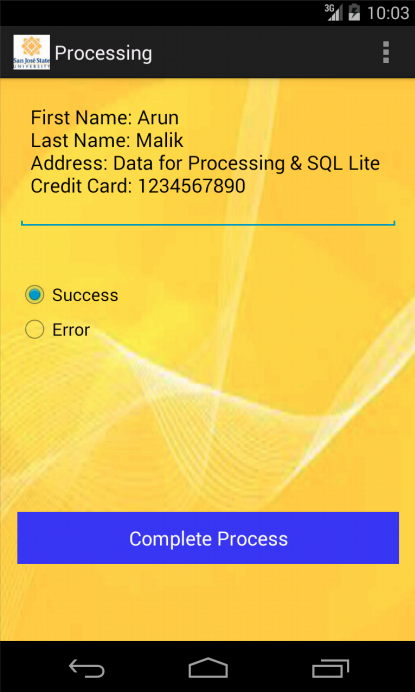 3G 10:03
San José State
UNIVERSITY
Processing
First Name: Arun
Last Name: Malik
Address: Data for Processing & SQL Lite
Credit Card: 1234567890
Success
Error
Complete Process